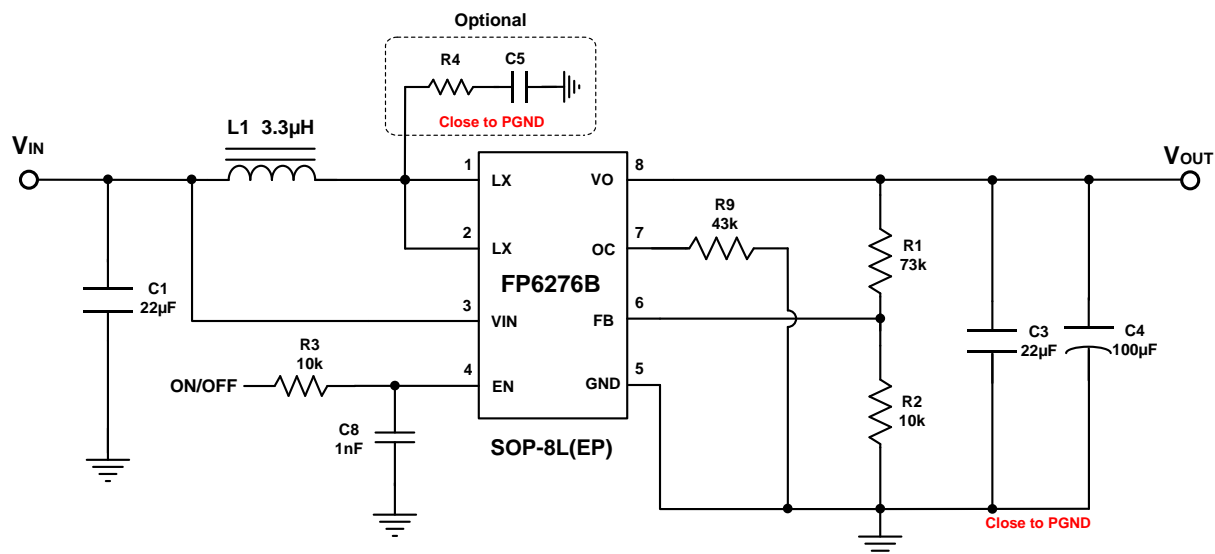 Optional
R4
C5
Close to PGND
L1 3.3µH
VIN
VOUT
1
LX
VO
8
2
LX
OC
7
R9
43k
R1
73k
FP6276B
C1
22µF
3
VIN
FB
6
C3
22µF
C4
100µF
R3
10k
ON/OFF
4
EN
GND
5
R2
10k
C8
1nF
SOP-8L(EP)
Close to PGND